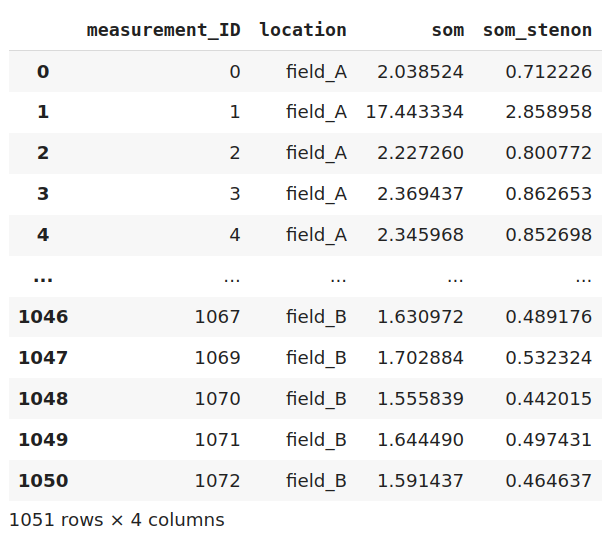 measurement_ID location som som_stenon
0 0 field_A 2.038524 0.712226
1 1 field_A 17.443334 2.858958
2 2 field_A 2.227260 0.800772
3 3 field_A 2.369437 0.862653
4 4 field_A 2.345968 0.852698
... ... ... ... ...
1046 1067 field_B 1.630972 0.489176
1047 1069 field_B 1.702884 0.532324
1048 1070 field_B 1.555839 0.442015
1049 1071 field_B 1.644490 0.497431
1050 1072 field_B 1.591437 0.464637
1051 rows × 4 columns